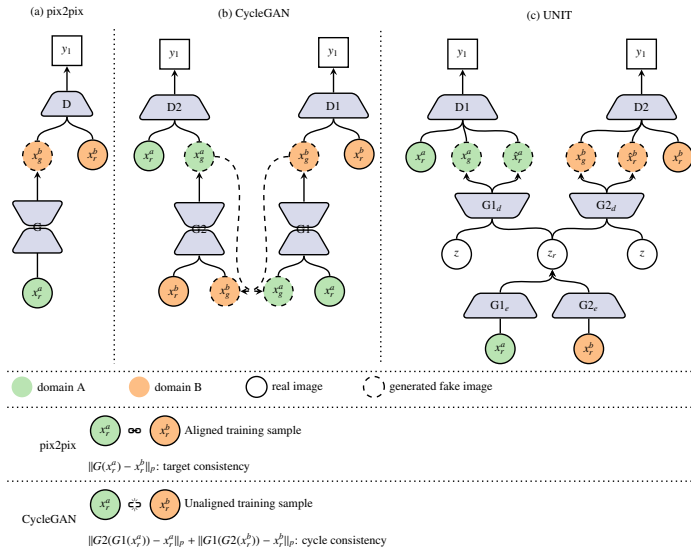 (a) pix2pix
(b) CycleGAN
(c) UNIT
y₁
y₁
y₁
y₁
y₁
D
D2
D1
D1
D2
x_g^b
x_r^b
x_r^a
x_g^a
x_g^b
x_r^b
x_r^a
x_g^a
x̂_r^a
x_g^b
x̂_r^b
x_r^b
G
G2
G1
G1_d
G2_d
z
z_r
z
x_r^a
x_r^b
x_g^b
x_g^a
x_r^a
G1_e
G2_e
x_r^a
x_r^b
domain A
domain B
real image
generated fake image
pix2pix
x_r^a
x_r^b
Aligned training sample
‖G(x_r^a) − x_r^b‖_p: target consistency
CycleGAN
x_r^a
x_r^b
Unaligned training sample
‖G2(G1(x_r^a)) − x_r^a‖_p + ‖G1(G2(x_r^b)) − x_r^b‖_p: cycle consistency